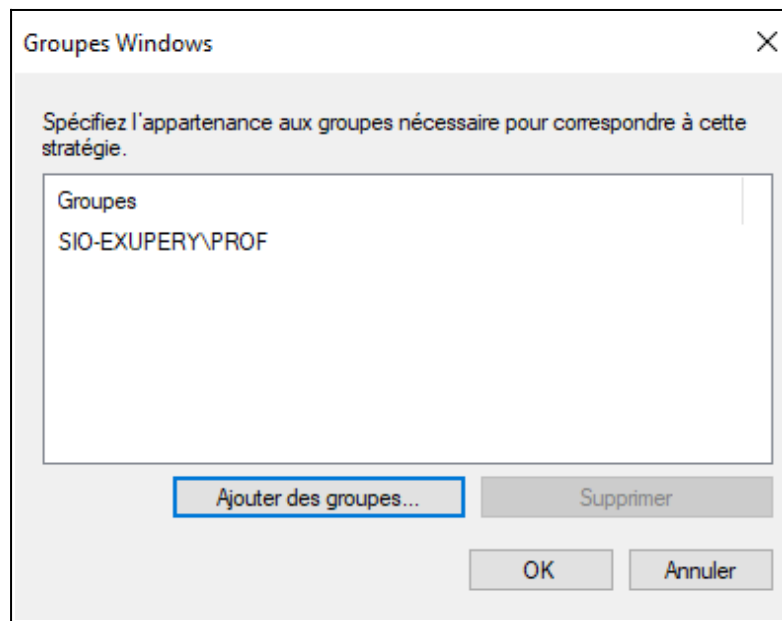 Groupes Windows
Spécifiez l'appartenance aux groupes nécessaire pour correspondre à cette
stratégie.
Groupes
SIO-EXUPERY\PROF
Ajouter des groupes...
Supprimer
OK
Annuler